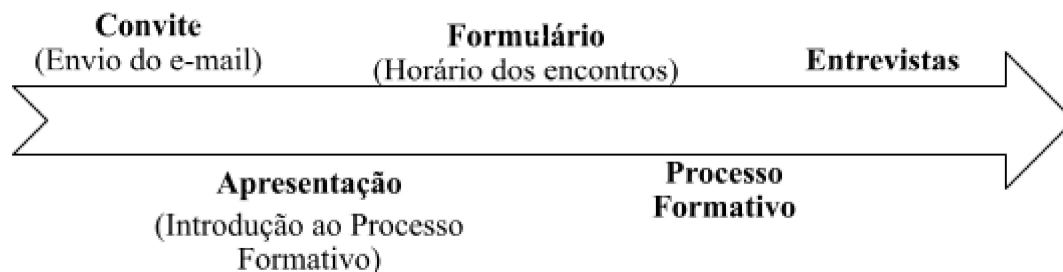 Convite
(Envio do e-mail)
Formulário
(Horário dos encontros)
Entrevistas
Apresentação
(Introdução ao Processo
Formativo)
Processo
Formativo